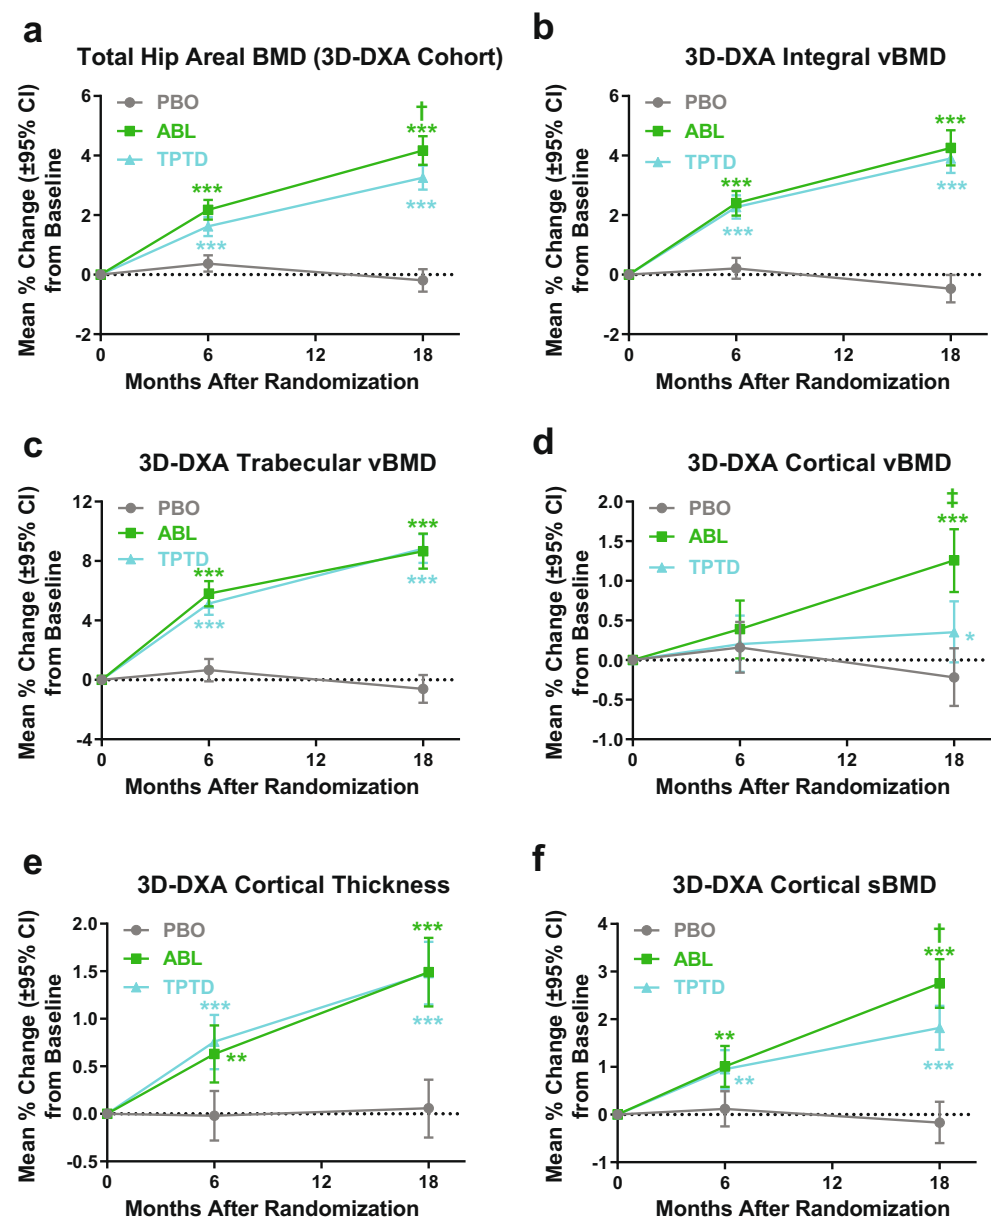 a
Total Hip Areal BMD (3D-DXA Cohort)
Mean % Change (±95% CI)
from Baseline
6
4
2
0
-2
PBO
ABL
TPTD
***
***
†
***
***
0 6 12 18
Months After Randomization
b
3D-DXA Integral vBMD
Mean % Change (±95% CI)
from Baseline
6
4
2
0
-2
PBO
ABL
TPTD
***
***
***
***
0 6 12 18
Months After Randomization
c
3D-DXA Trabecular vBMD
Mean % Change (±95% CI)
from Baseline
12
8
4
0
-4
PBO
ABL
TPTD
***
***
***
***
0 6 12 18
Months After Randomization
d
3D-DXA Cortical vBMD
Mean % Change (±95% CI)
from Baseline
2.0
1.5
1.0
0.5
0.0
-0.5
-1.0
PBO
ABL
TPTD
‡
***
*
0 6 12 18
Months After Randomization
e
3D-DXA Cortical Thickness
Mean % Change (±95% CI)
from Baseline
2.0
1.5
1.0
0.5
0.0
-0.5
PBO
ABL
TPTD
***
**
***
***
0 6 12 18
Months After Randomization
f
3D-DXA Cortical sBMD
Mean % Change (±95% CI)
from Baseline
4
3
2
1
0
-1
PBO
ABL
TPTD
**
**
†
***
***
0 6 12 18
Months After Randomization